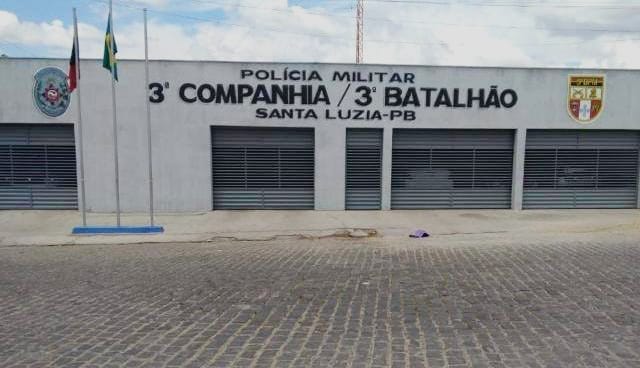 POLÍCIA MILITAR
3ª COMPANHIA / 3º BATALHÃO
SANTA LUZIA-PB